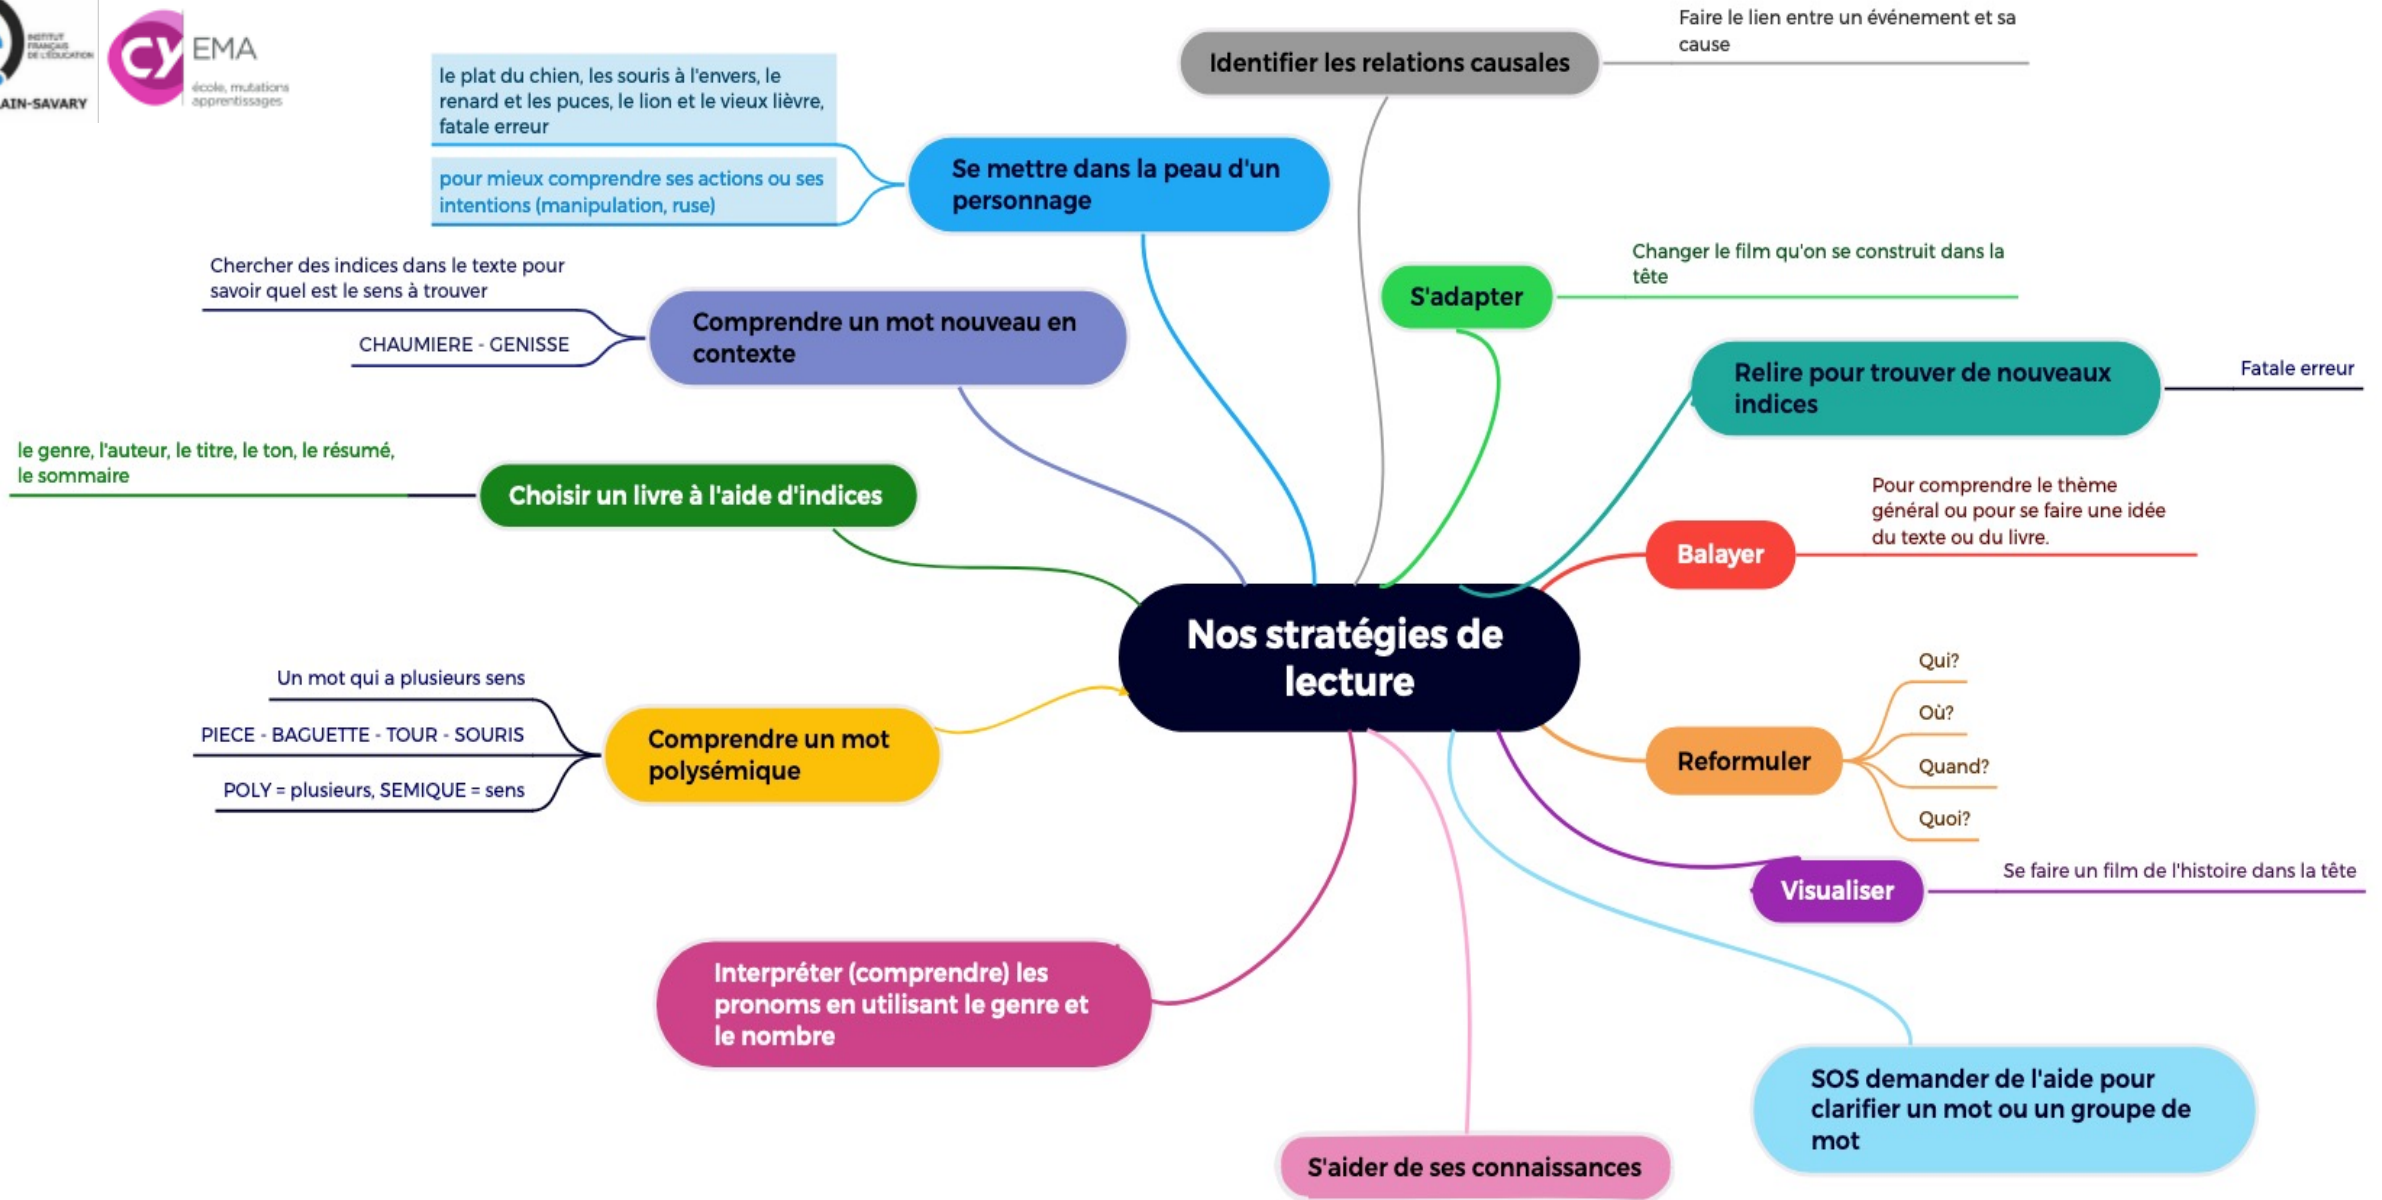 INSTITUT
FRANÇAIS
DE L'ÉDUCATION
AIN-SAVARY
CY
EMA
école, mutations
apprentissages
le plat du chien, les souris à l'envers, le
renard et les puces, le lion et le vieux lièvre,
fatale erreur
pour mieux comprendre ses actions ou ses
intentions (manipulation, ruse)
Se mettre dans la peau d'un
personnage
Identifier les relations causales
Faire le lien entre un événement et sa
cause
Chercher des indices dans le texte pour
savoir quel est le sens à trouver
CHAUMIERE - GENISSE
Comprendre un mot nouveau en
contexte
S'adapter
Changer le film qu'on se construit dans la
tête
Relire pour trouver de nouveaux
indices
Fatale erreur
le genre, l'auteur, le titre, le ton, le résumé,
le sommaire
Choisir un livre à l'aide d'indices
Balayer
Pour comprendre le thème
général ou pour se faire une idée
du texte ou du livre.
Nos stratégies de
lecture
Un mot qui a plusieurs sens
PIECE - BAGUETTE - TOUR - SOURIS
POLY = plusieurs, SEMIQUE = sens
Comprendre un mot
polysémique
Reformuler
Qui?
Où?
Quand?
Quoi?
Visualiser
Se faire un film de l'histoire dans la tête
Interpréter (comprendre) les
pronoms en utilisant le genre et
le nombre
SOS demander de l'aide pour
clarifier un mot ou un groupe de
mot
S'aider de ses connaissances